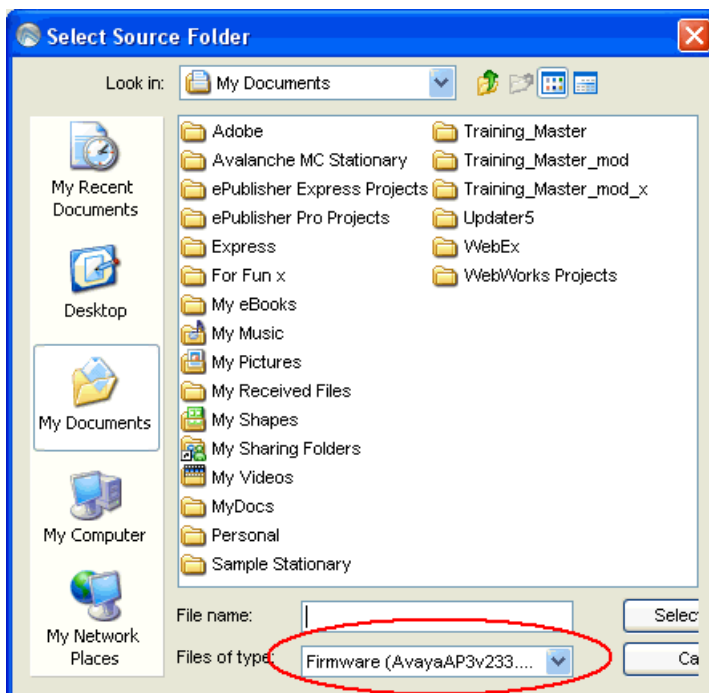 Select Source Folder
Look in:
My Documents
My Recent
Documents
Desktop
My Documents
My Computer
My Network
Places
Adobe
Avalanche MC Stationary
ePublisher Express Projects
ePublisher Pro Projects
Express
For Fun x
My eBooks
My Music
My Pictures
My Received Files
My Shapes
My Sharing Folders
My Videos
MyDocs
Personal
Sample Stationary
Training_Master
Training_Master_mod
Training_Master_mod_x
Updater5
WebEx
WebWorks Projects
File name:
Selec
Files of type:
Firmware (AvayaAP3v233....
Ca